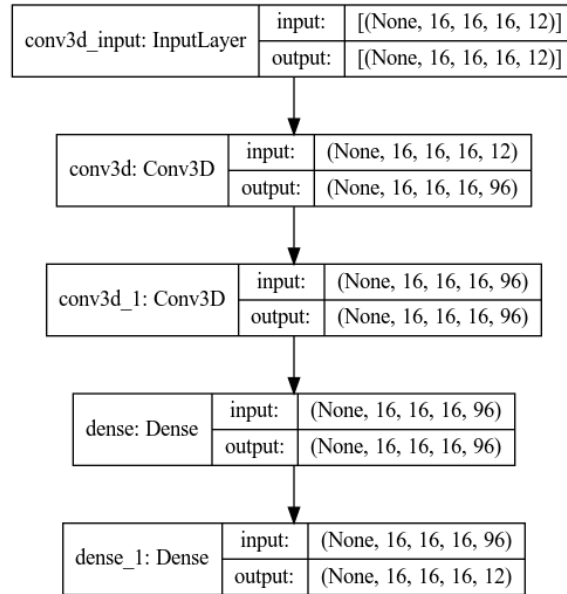 conv3d_input: InputLayer
input: [(None, 16, 16, 16, 12)]
output: [(None, 16, 16, 16, 12)]
conv3d: Conv3D
input: (None, 16, 16, 16, 12)
output: (None, 16, 16, 16, 96)
conv3d_1: Conv3D
input: (None, 16, 16, 16, 96)
output: (None, 16, 16, 16, 96)
dense: Dense
input: (None, 16, 16, 16, 96)
output: (None, 16, 16, 16, 96)
dense_1: Dense
input: (None, 16, 16, 16, 96)
output: (None, 16, 16, 16, 12)